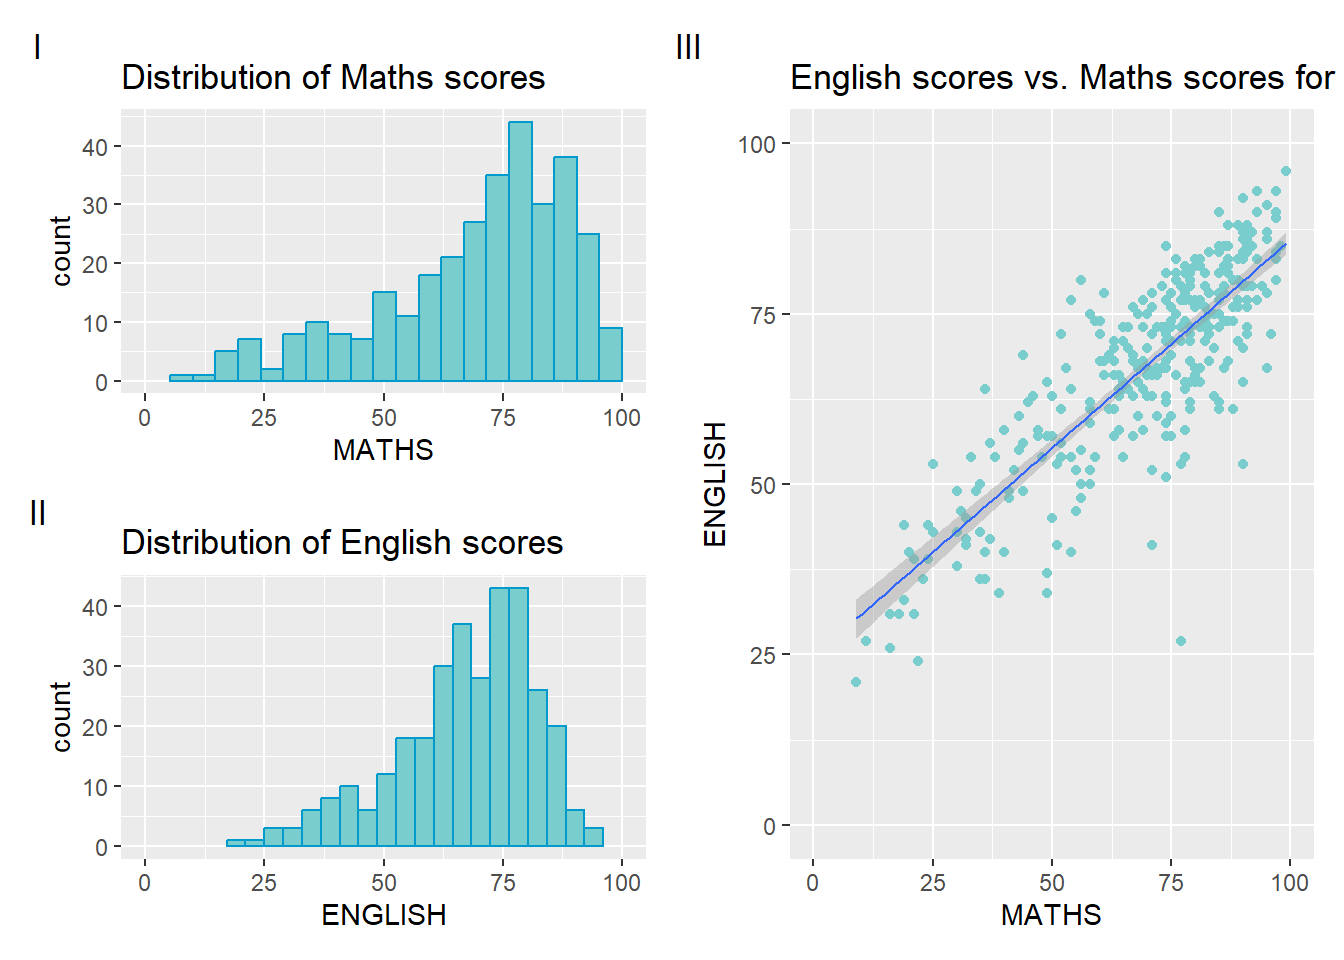 I
Distribution of Maths scores
40
30
20
10
0
count
0 25 50 75 100
MATHS
II
Distribution of English scores
40
30
20
10
0
count
0 25 50 75 100
ENGLISH
III
English scores vs. Maths scores for
100
75
50
25
0
ENGLISH
0 25 50 75 100
MATHS